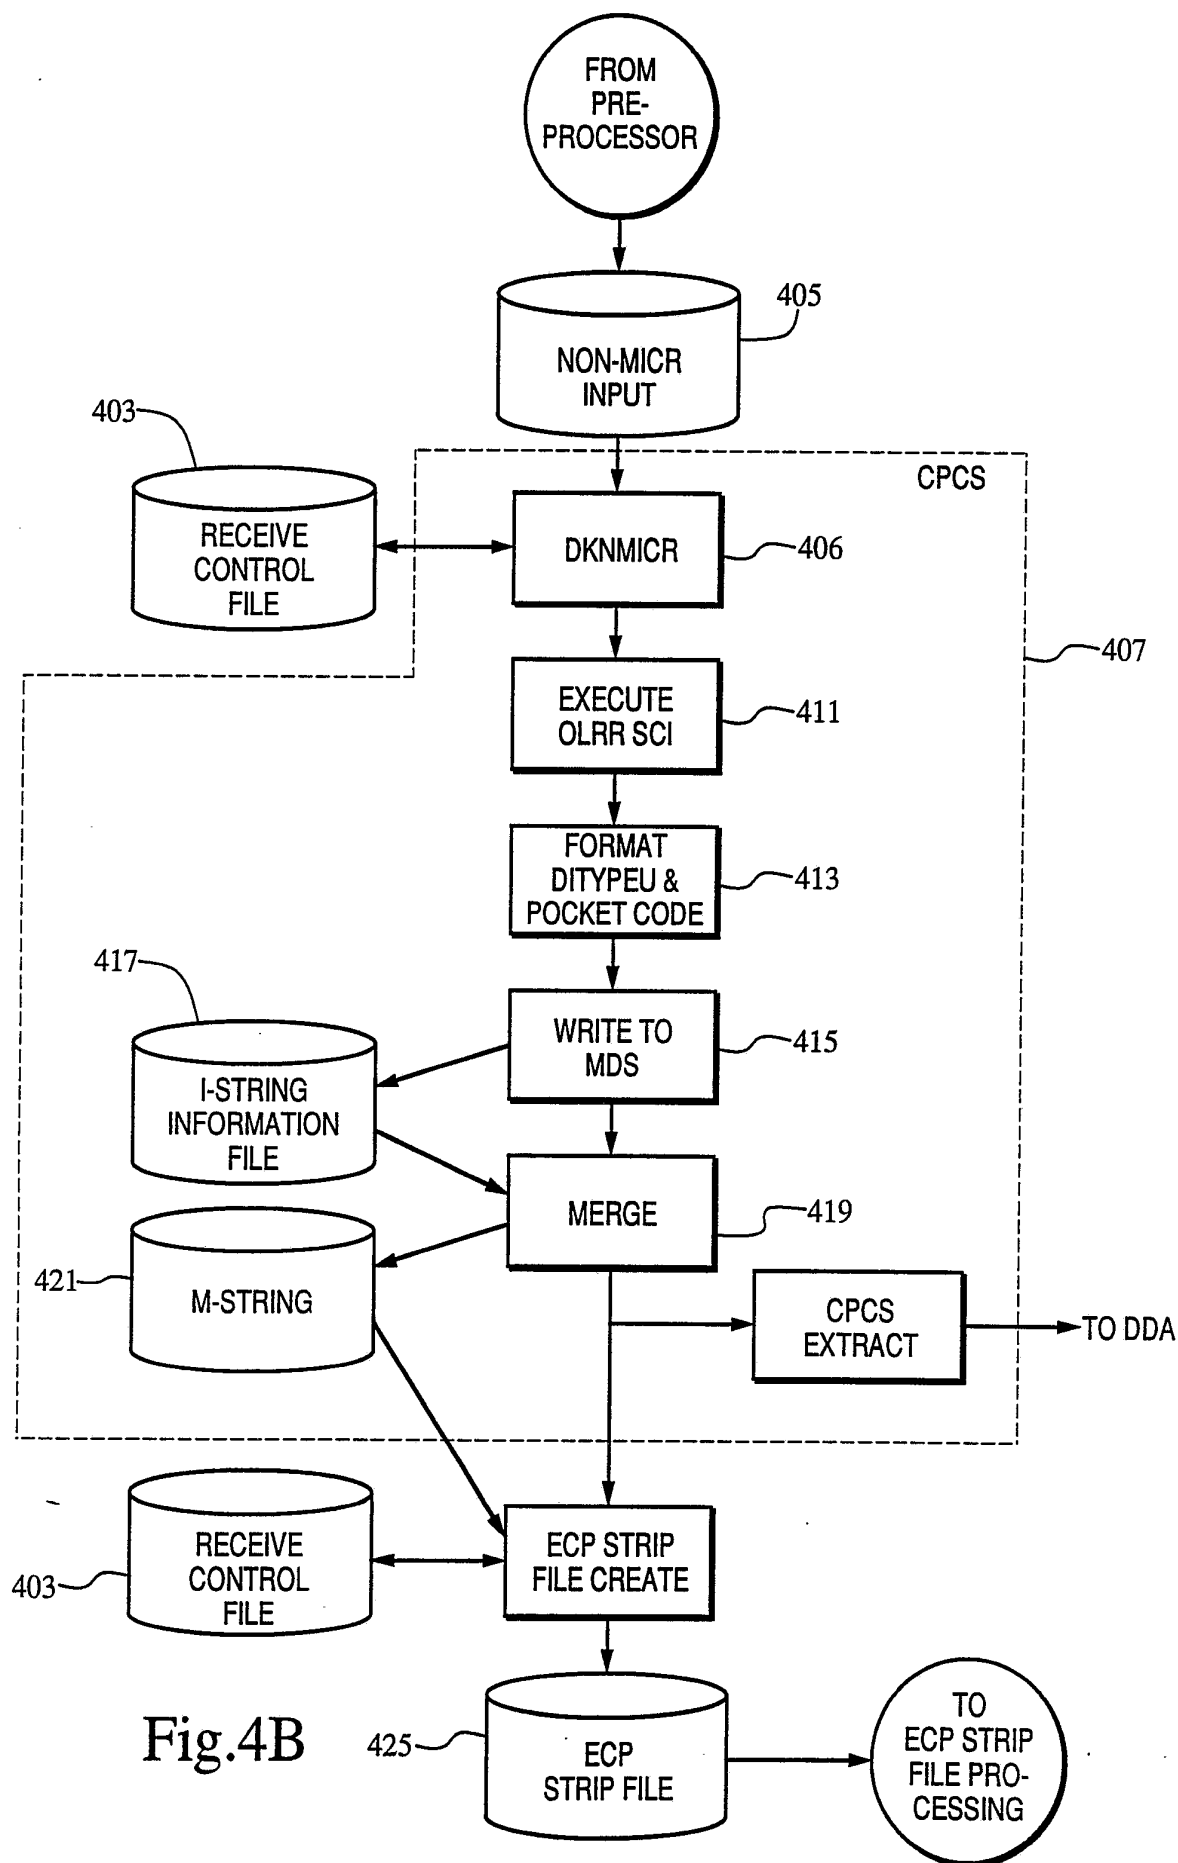 FROM
PRE-
PROCESSOR
405
NON-MICR
INPUT
403
CPCS
RECEIVE
CONTROL
FILE
DKNMICR
406
407
EXECUTE
OLRR SCI
411
FORMAT
DITYPEU &
POCKET CODE
413
417
WRITE TO
MDS
415
I-STRING
INFORMATION
FILE
MERGE
419
421
M-STRING
CPCS
EXTRACT
TO DDA
RECEIVE
CONTROL
FILE
403
ECP STRIP
FILE CREATE
Fig.4B
425
ECP
STRIP FILE
TO
ECP STRIP
FILE PRO-
CESSING